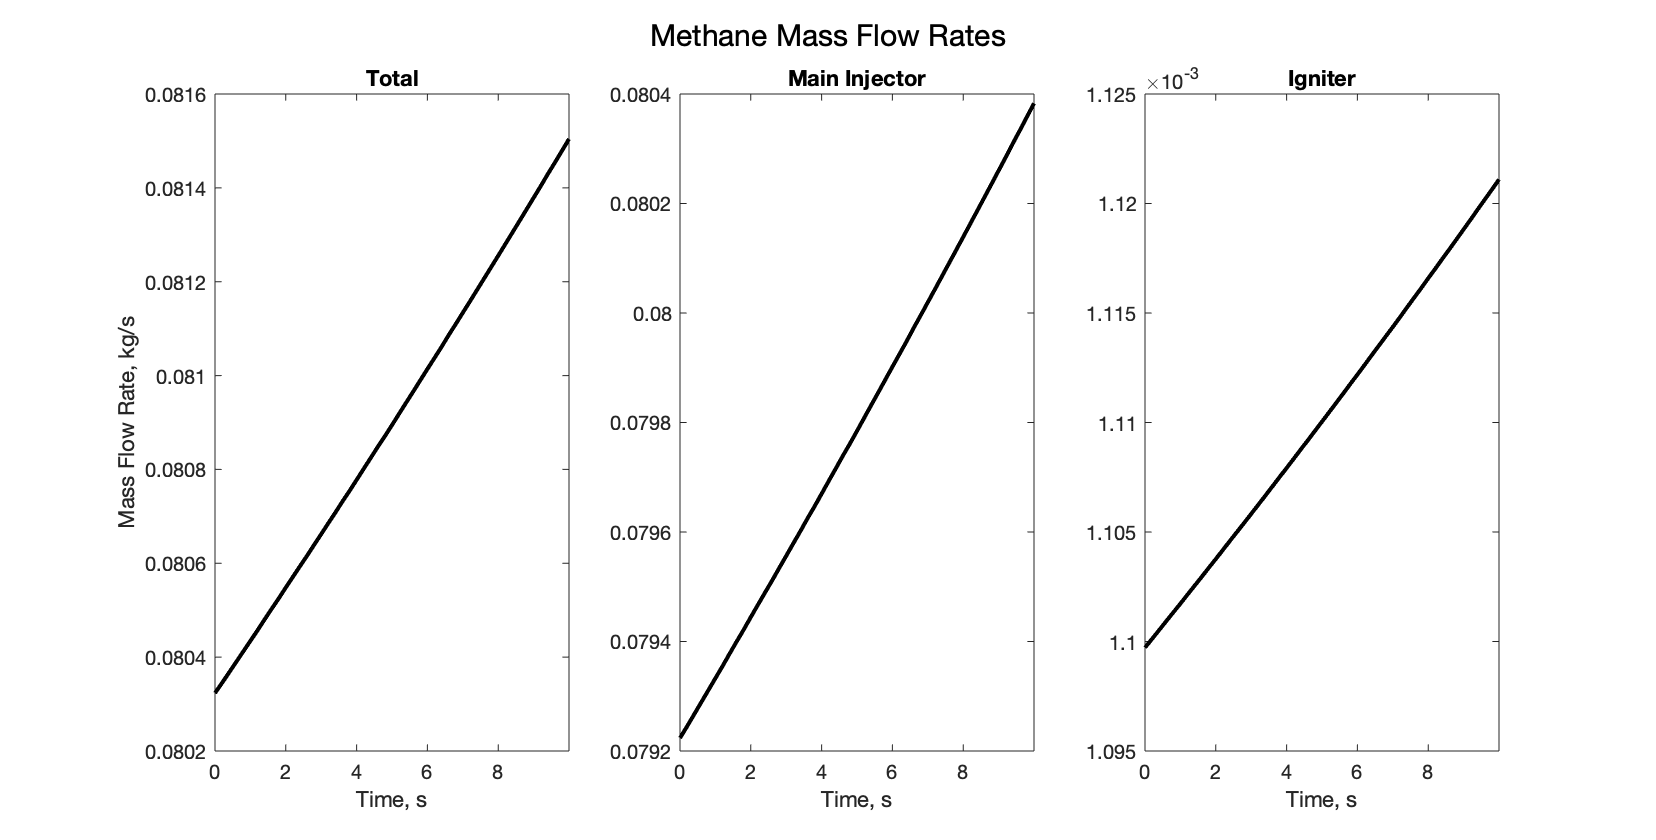 Methane Mass Flow Rates
Total
Mass Flow Rate, kg/s
0.0816
0.0814
0.0812
0.081
0.0808
0.0806
0.0804
0.0802
0 2 4 6 8
Time, s
Main Injector
0.0804
0.0802
0.08
0.0798
0.0796
0.0794
0.0792
0 2 4 6 8
Time, s
Igniter
×10⁻³
1.125
1.12
1.115
1.11
1.105
1.1
1.095
0 2 4 6 8
Time, s